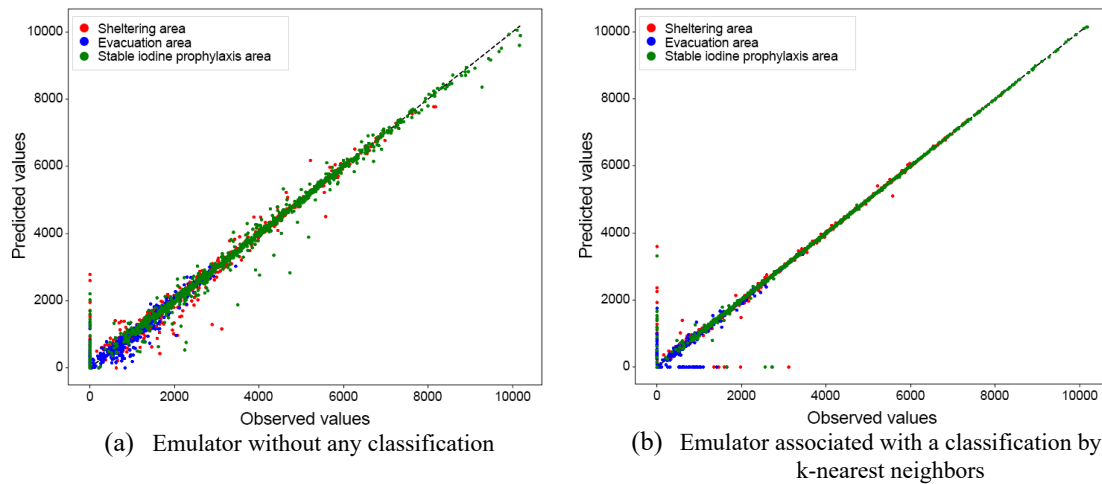 Sheltering area
Evacuation area
Stable iodine prophylaxis area
10000
8000
6000
4000
2000
0
Predicted values
0 2000 4000 6000 8000 10000
Observed values
(a) Emulator without any classification
Sheltering area
Evacuation area
Stable iodine prophylaxis area
10000
8000
6000
4000
2000
0
Predicted values
0 2000 4000 6000 8000 10000
Observed values
(b) Emulator associated with a classification by
k-nearest neighbors